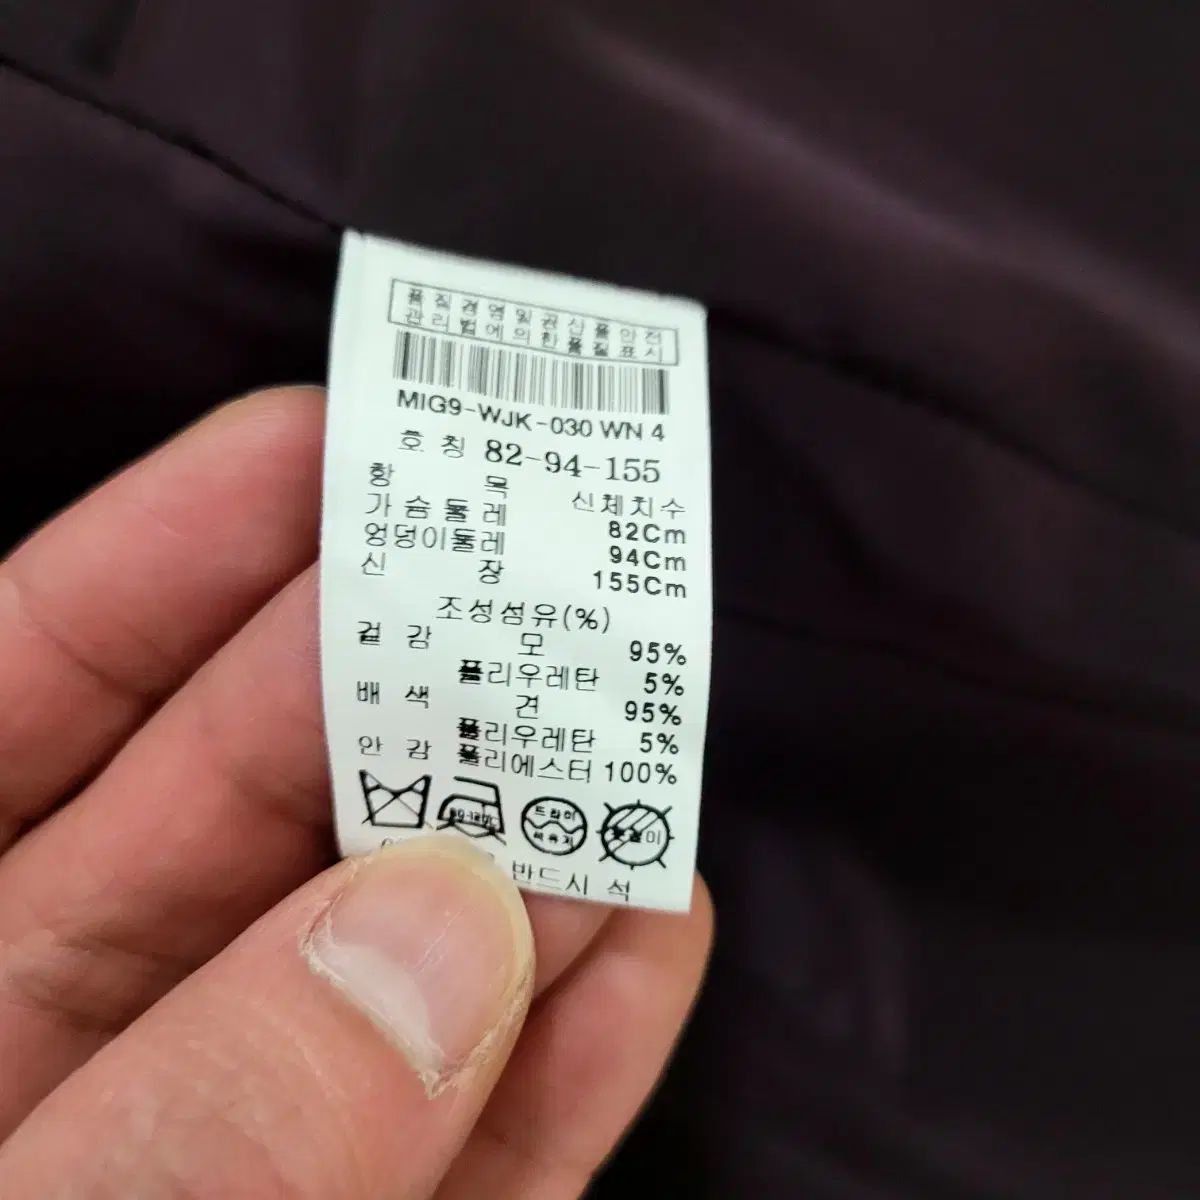 품질경영및공산품안전
관리법에의한품질표시
MIG9-WJK-030 WN 4
호 칭 82-94-155
항 목 신체치수
가슴둘레 82Cm
엉덩이둘레 94Cm
신 장 155Cm
조성섬유(%)
겉 감 모 95%
폴리우레탄 5%
배 색 견 95%
폴리우레탄 5%
안 감 폴리에스터 100%
드라이
석유계
반드시 석